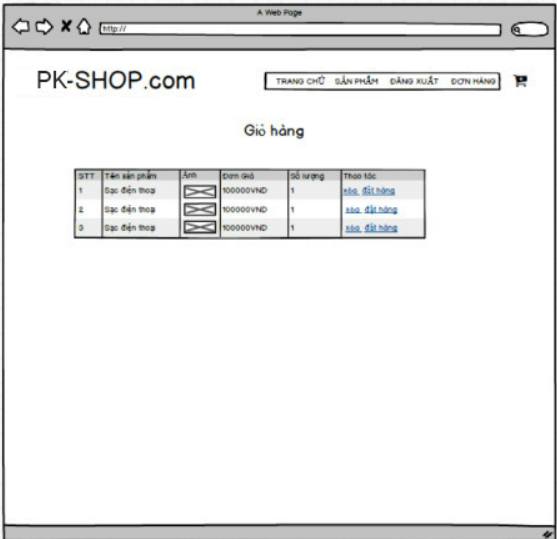 A Web Page
http://
PK-SHOP.com
TRANG CHỦ SẢN PHẨM ĐĂNG XUẤT ĐƠN HÀNG
Giỏ hàng
STT Tên sản phẩm Ảnh Đơn Giá Số lượng Thao tác
1 Sạc điện thoại 100000VND 1 xóa đặt hàng
2 Sạc điện thoại 100000VND 1 xóa đặt hàng
3 Sạc điện thoại 100000VND 1 xóa đặt hàng